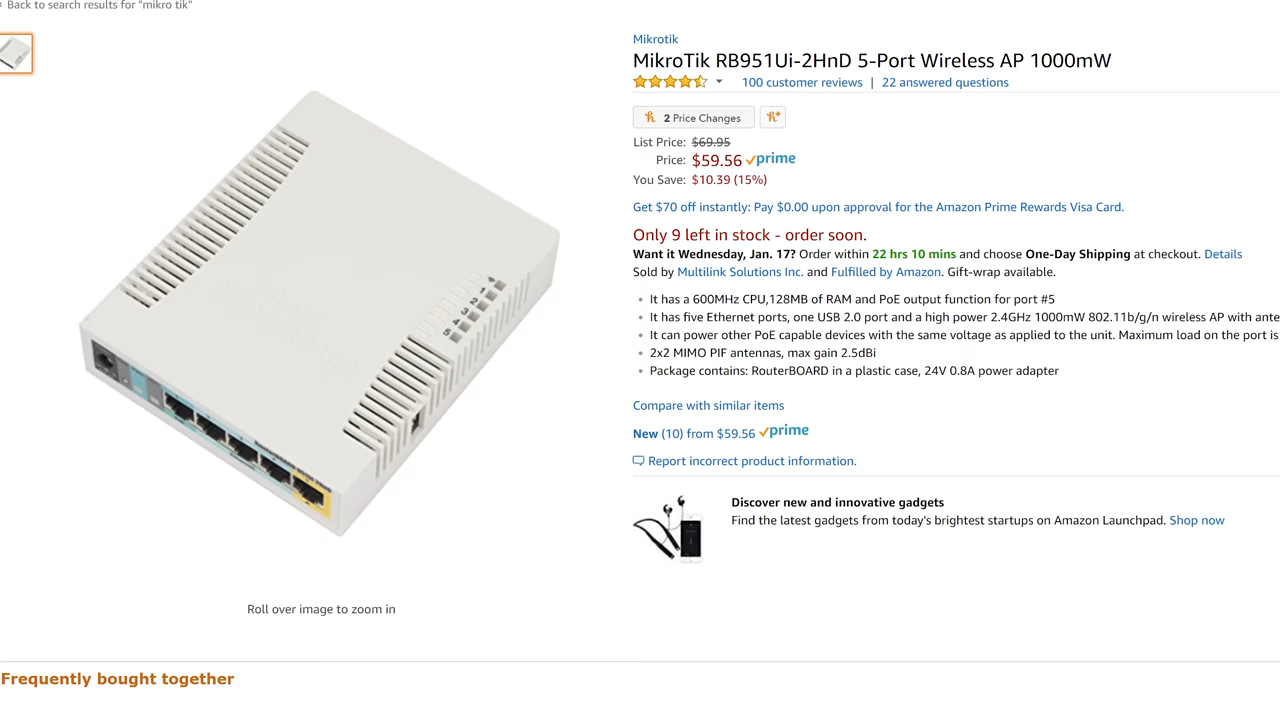 Back to search results for "mikro tik"
Mikrotik
MikroTik RB951Ui-2HnD 5-Port Wireless AP 1000mW
100 customer reviews | 22 answered questions
2 Price Changes
List Price: $69.95
Price: $59.56 prime
You Save: $10.39 (15%)
Get $70 off instantly: Pay $0.00 upon approval for the Amazon Prime Rewards Visa Card.
Only 9 left in stock - order soon.
Want it Wednesday, Jan. 17? Order within 22 hrs 10 mins and choose One-Day Shipping at checkout. Details
Sold by Multilink Solutions Inc. and Fulfilled by Amazon. Gift-wrap available.
It has a 600MHz CPU,128MB of RAM and PoE output function for port #5
It has five Ethernet ports, one USB 2.0 port and a high power 2.4GHz 1000mW 802.11b/g/n wireless AP with ante
It can power other PoE capable devices with the same voltage as applied to the unit. Maximum load on the port is
2x2 MIMO PIF antennas, max gain 2.5dBi
Package contains: RouterBOARD in a plastic case, 24V 0.8A power adapter
Compare with similar items
New (10) from $59.56 prime
Report incorrect product information.
Discover new and innovative gadgets
Find the latest gadgets from today's brightest startups on Amazon Launchpad. Shop now
1
2
3
4
5
Roll over image to zoom in
Frequently bought together